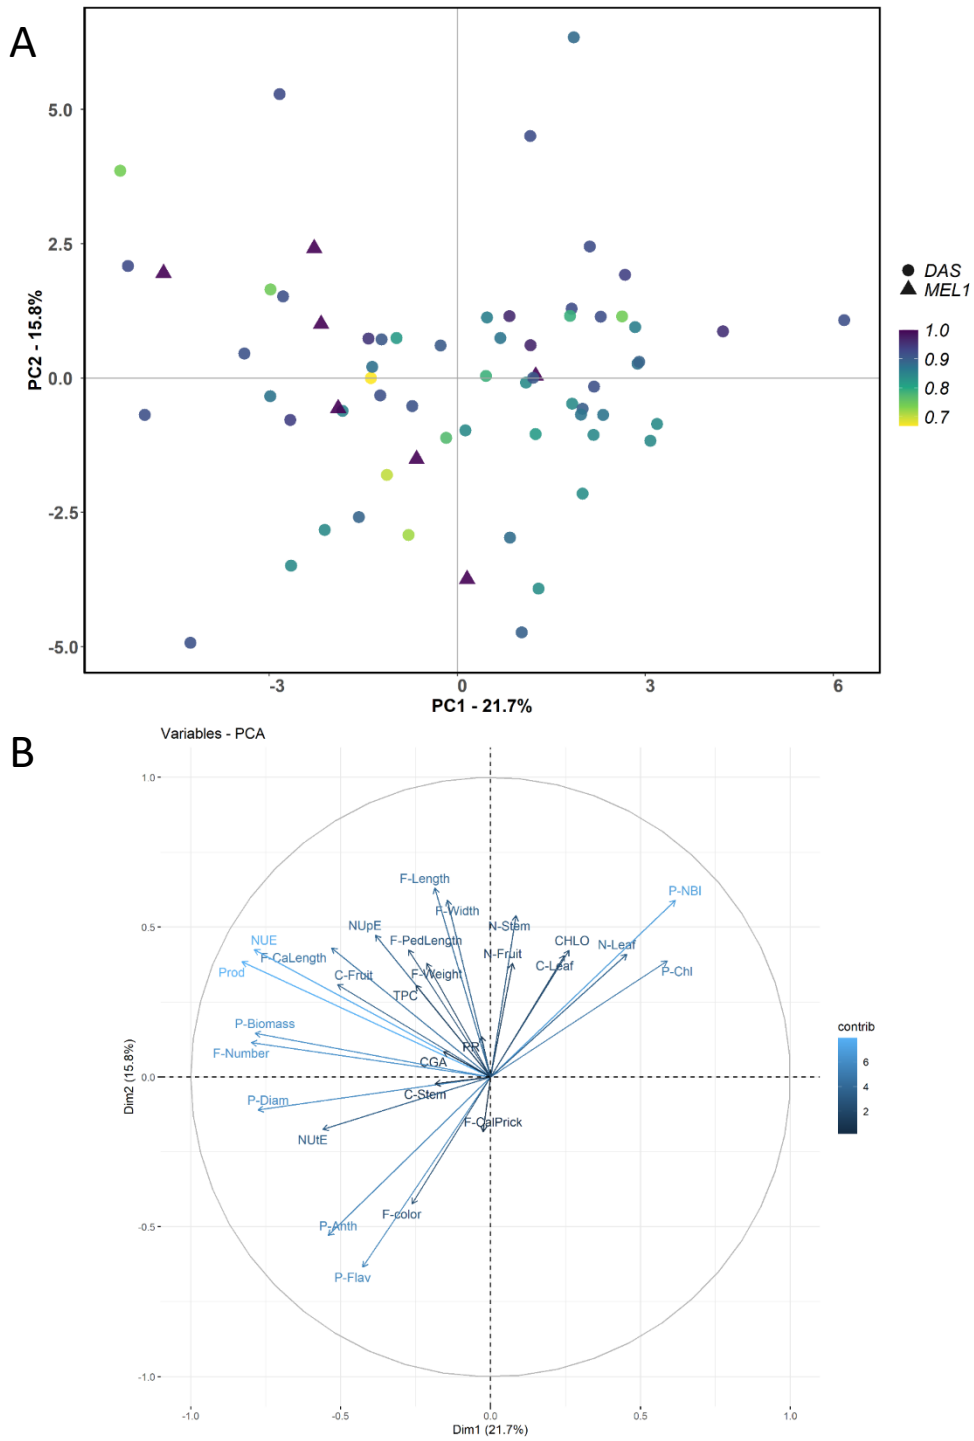 A
5.0
2.5
0.0
-2.5
-5.0
PC2 - 15.8%
-3
0
3
6
PC1 - 21.7%
DAS
MEL1
1.0
0.9
0.8
0.7
B
Variables - PCA
1.0
0.5
0.0
-0.5
-1.0
Dim2 (15.8%)
F-Length
P-NBI
F-Width
NUpE
N-Stem
NUE
F-PedLength
CHLO
N-Leaf
F-CaLength
N-Fruit
Prod
C-Fruit
F-Weight
C-Leaf
P-Chl
TPC
P-Biomass
F-Number
PR
CGA
P-Diam
C-Stem
F-CalPrick
NUtE
F-color
P-Anth
P-Flav
-1.0
-0.5
0.0
0.5
1.0
Dim1 (21.7%)
contrib
6
4
2